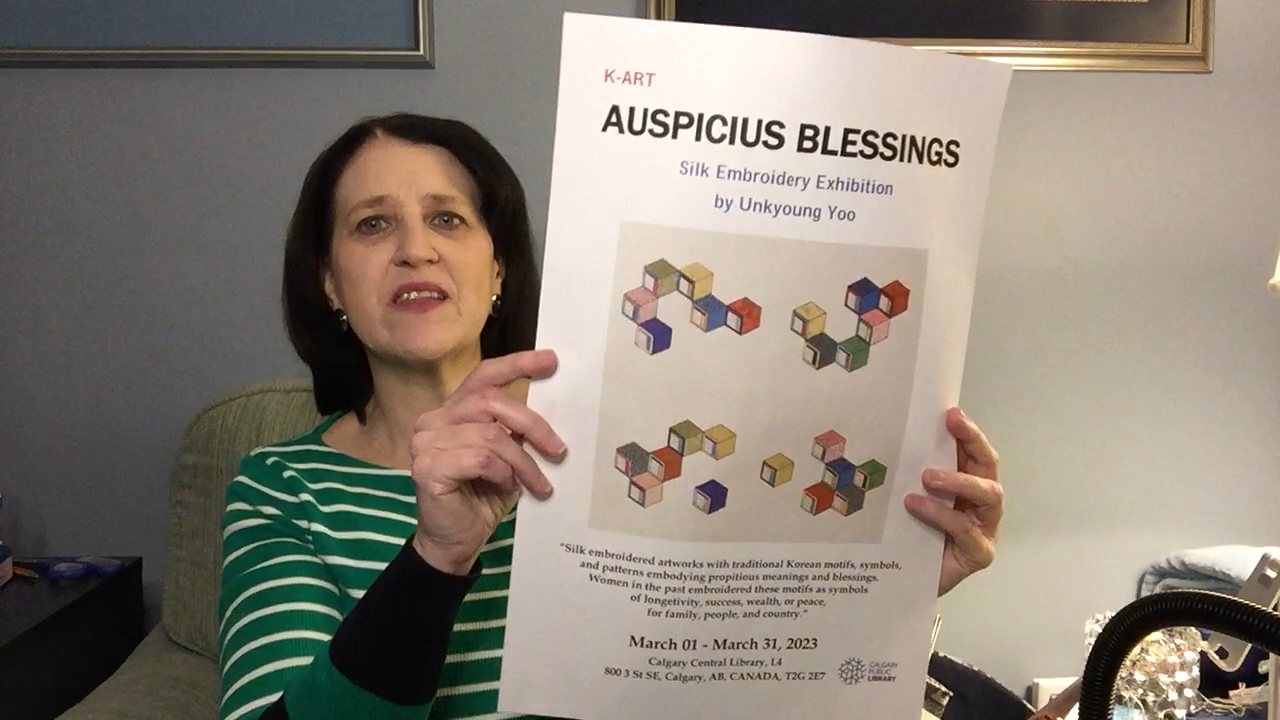 K-ART
AUSPICIUS BLESSINGS
Silk Embroidery Exhibition
by Unkyoung Yoo
"Silk embroidered artworks with traditional Korean motifs, symbols,
and patterns embodying propitious meanings and blessings.
Women in the past embroidered these motifs as symbols
of longetivity, success, wealth, or peace,
for family, people, and country."
March 01 - March 31, 2023
Calgary Central Library, L4
800 3 St SE, Calgary, AB, CANADA, T2G 2E7
CALGARY
PUBLIC
LIBRARY